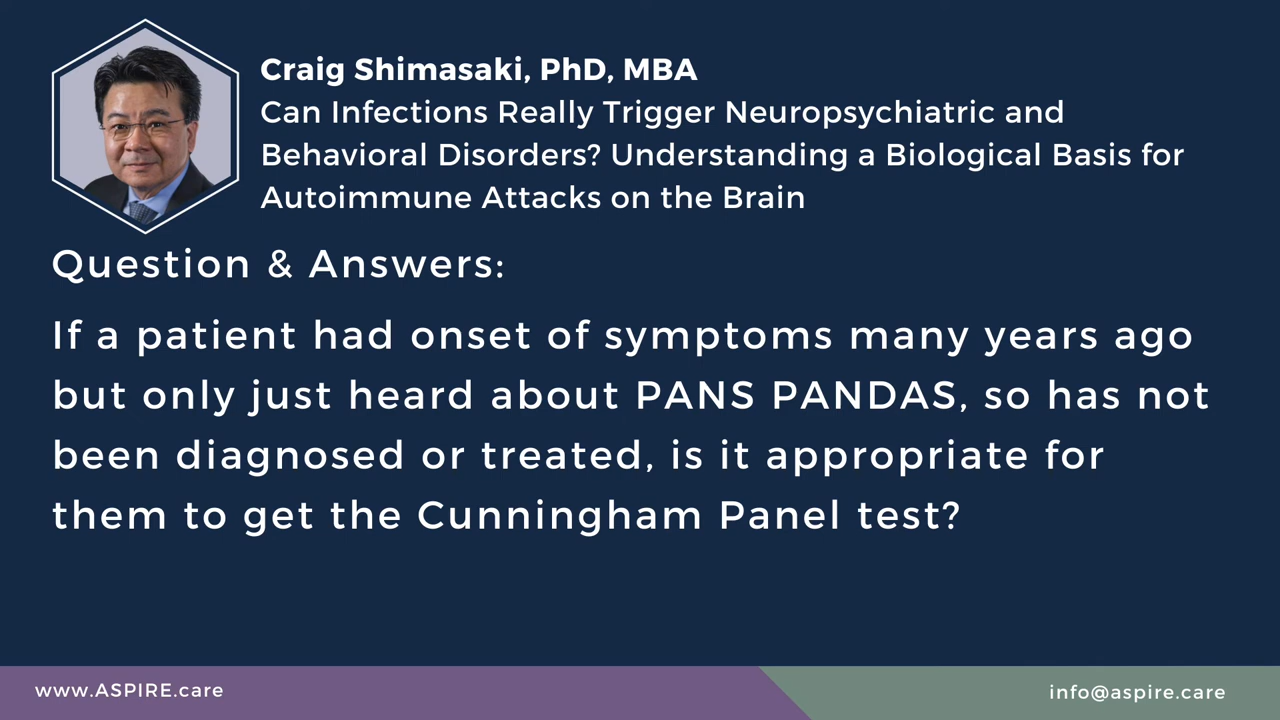 Craig Shimasaki, PhD, MBA
Can Infections Really Trigger Neuropsychiatric and
Behavioral Disorders? Understanding a Biological Basis for
Autoimmune Attacks on the Brain
Question & Answers:
If a patient had onset of symptoms many years ago
but only just heard about PANS PANDAS, so has not
been diagnosed or treated, is it appropriate for
them to get the Cunningham Panel test?
www.ASPIRE.care
info@aspire.care